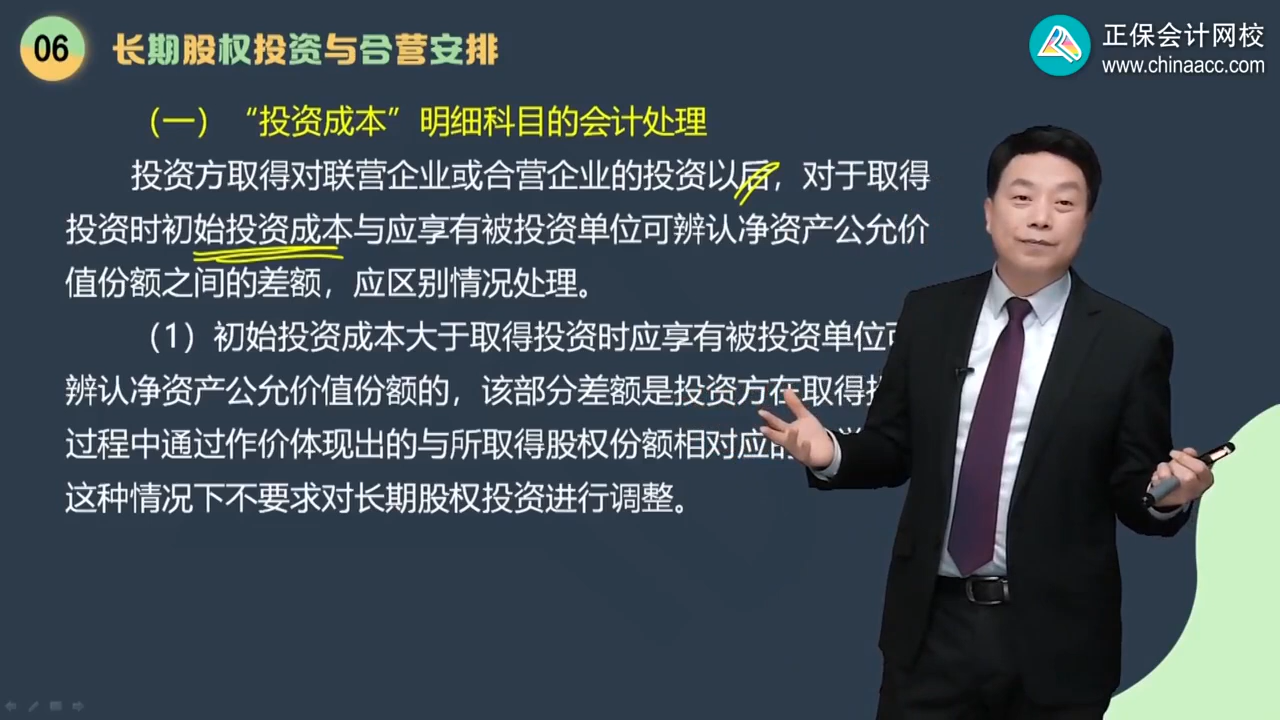 06 长期股权投资与合营安排
正保会计网校
www.chinaacc.com
（一）“投资成本”明细科目的会计处理
投资方取得对联营企业或合营企业的投资以后，对于取得
投资时初始投资成本与应享有被投资单位可辨认净资产公允价
值份额之间的差额，应区别情况处理。
（1）初始投资成本大于取得投资时应享有被投资单位可
辨认净资产公允价值份额的，该部分差额是投资方在取得
过程中通过作价体现出的与所取得股权份额相对应的
这种情况下不要求对长期股权投资进行调整。